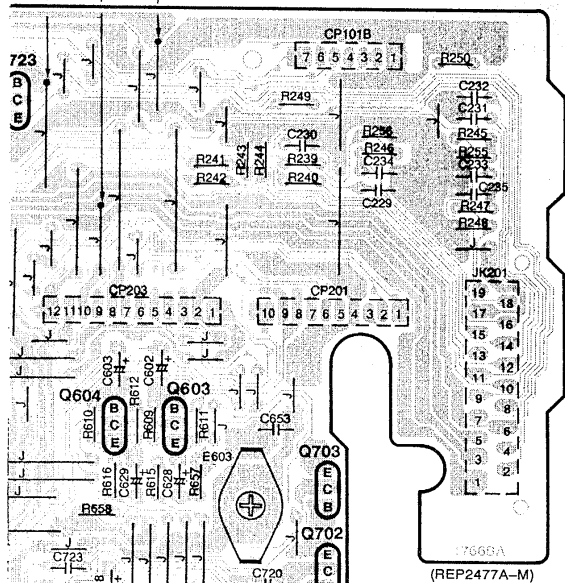 CP101B
7 6 5 4 3 2 1
R250
723
B
C
E
J
J
J
J
C232
C231
R249
J
C230
R256
R245
R246
R255
C233
C234
R241
R243
R244
R239
R242
R240
C235
C229
R247
R248
J
JK201
CP203
12 11 10 9 8 7 6 5 4 3 2 1
CP201
10 9 8 7 6 5 4 3 2 1
19
18
17
16
15
14
13
12
11
10
9
8
7
6
5
4
3
2
1
C603
C602
R612
Q604
Q603
R610
B
C
E
R609
B
C
E
R611
C653
E603
Q703
E
C
B
R616
C629
R615
C628
R657
R658
Q702
E
C
C723
C720
17666A
(REP2477A-M)